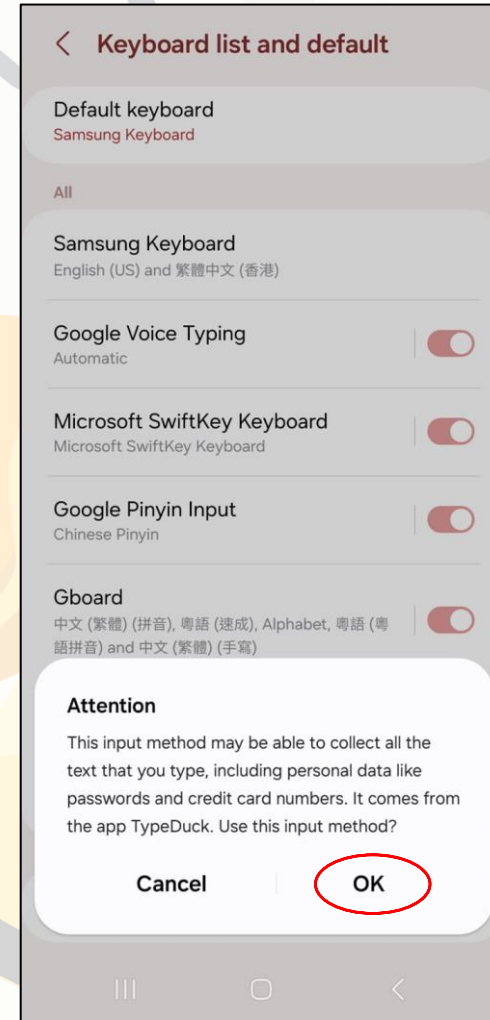 Keyboard list and default
Default keyboard
Samsung Keyboard
All
Samsung Keyboard
English (US) and 繁體中文 (香港)
Google Voice Typing
Automatic
Microsoft SwiftKey Keyboard
Microsoft SwiftKey Keyboard
Google Pinyin Input
Chinese Pinyin
Gboard
中文 (繁體) (拼音), 粵語 (速成), Alphabet, 粵語 (粵
語拼音) and 中文 (繁體) (手寫)
Attention
This input method may be able to collect all the
text that you type, including personal data like
passwords and credit card numbers. It comes from
the app TypeDuck. Use this input method?
Cancel OK